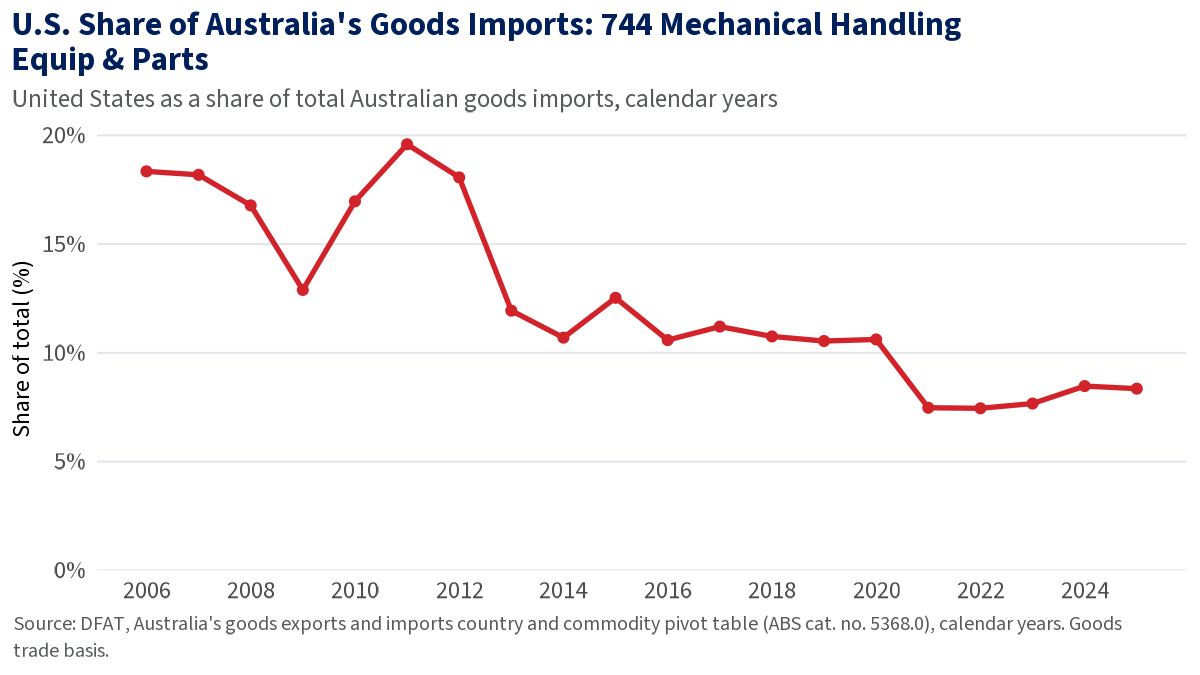 U.S. Share of Australia's Goods Imports: 744 Mechanical Handling
Equip & Parts
United States as a share of total Australian goods imports, calendar years
Share of total (%)
20%
15%
10%
5%
0%
2006 2008 2010 2012 2014 2016 2018 2020 2022 2024
Source: DFAT, Australia's goods exports and imports country and commodity pivot table (ABS cat. no. 5368.0), calendar years. Goods
trade basis.